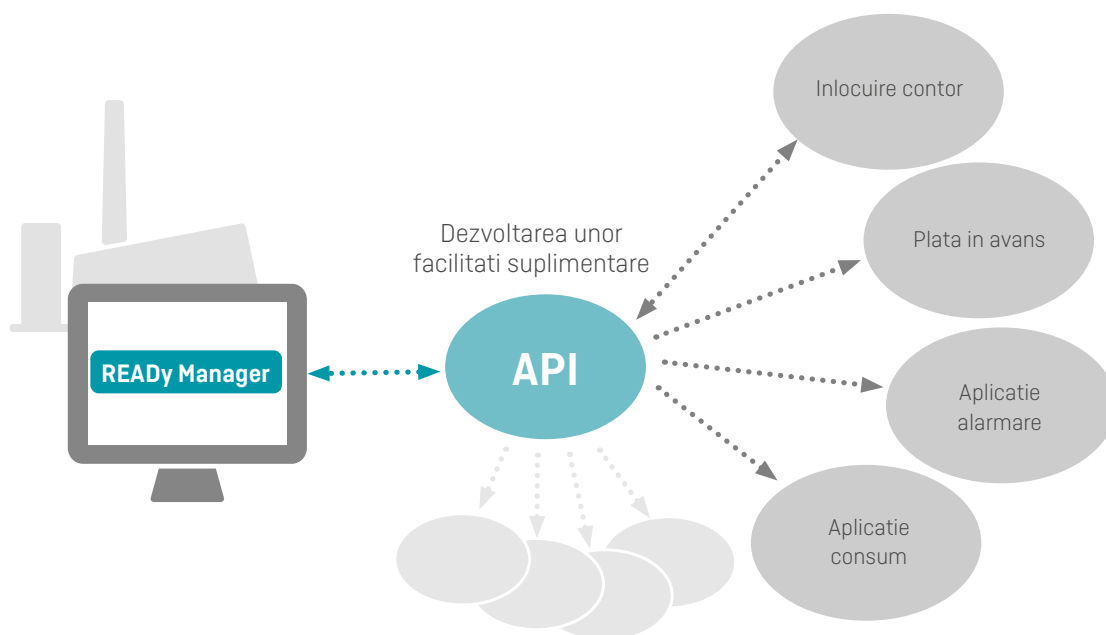 Inlocuire contor
Plata in avans
Dezvoltarea unor
facilitati suplimentare
READy Manager
API
Aplicatie
alarmare
Aplicatie
consum